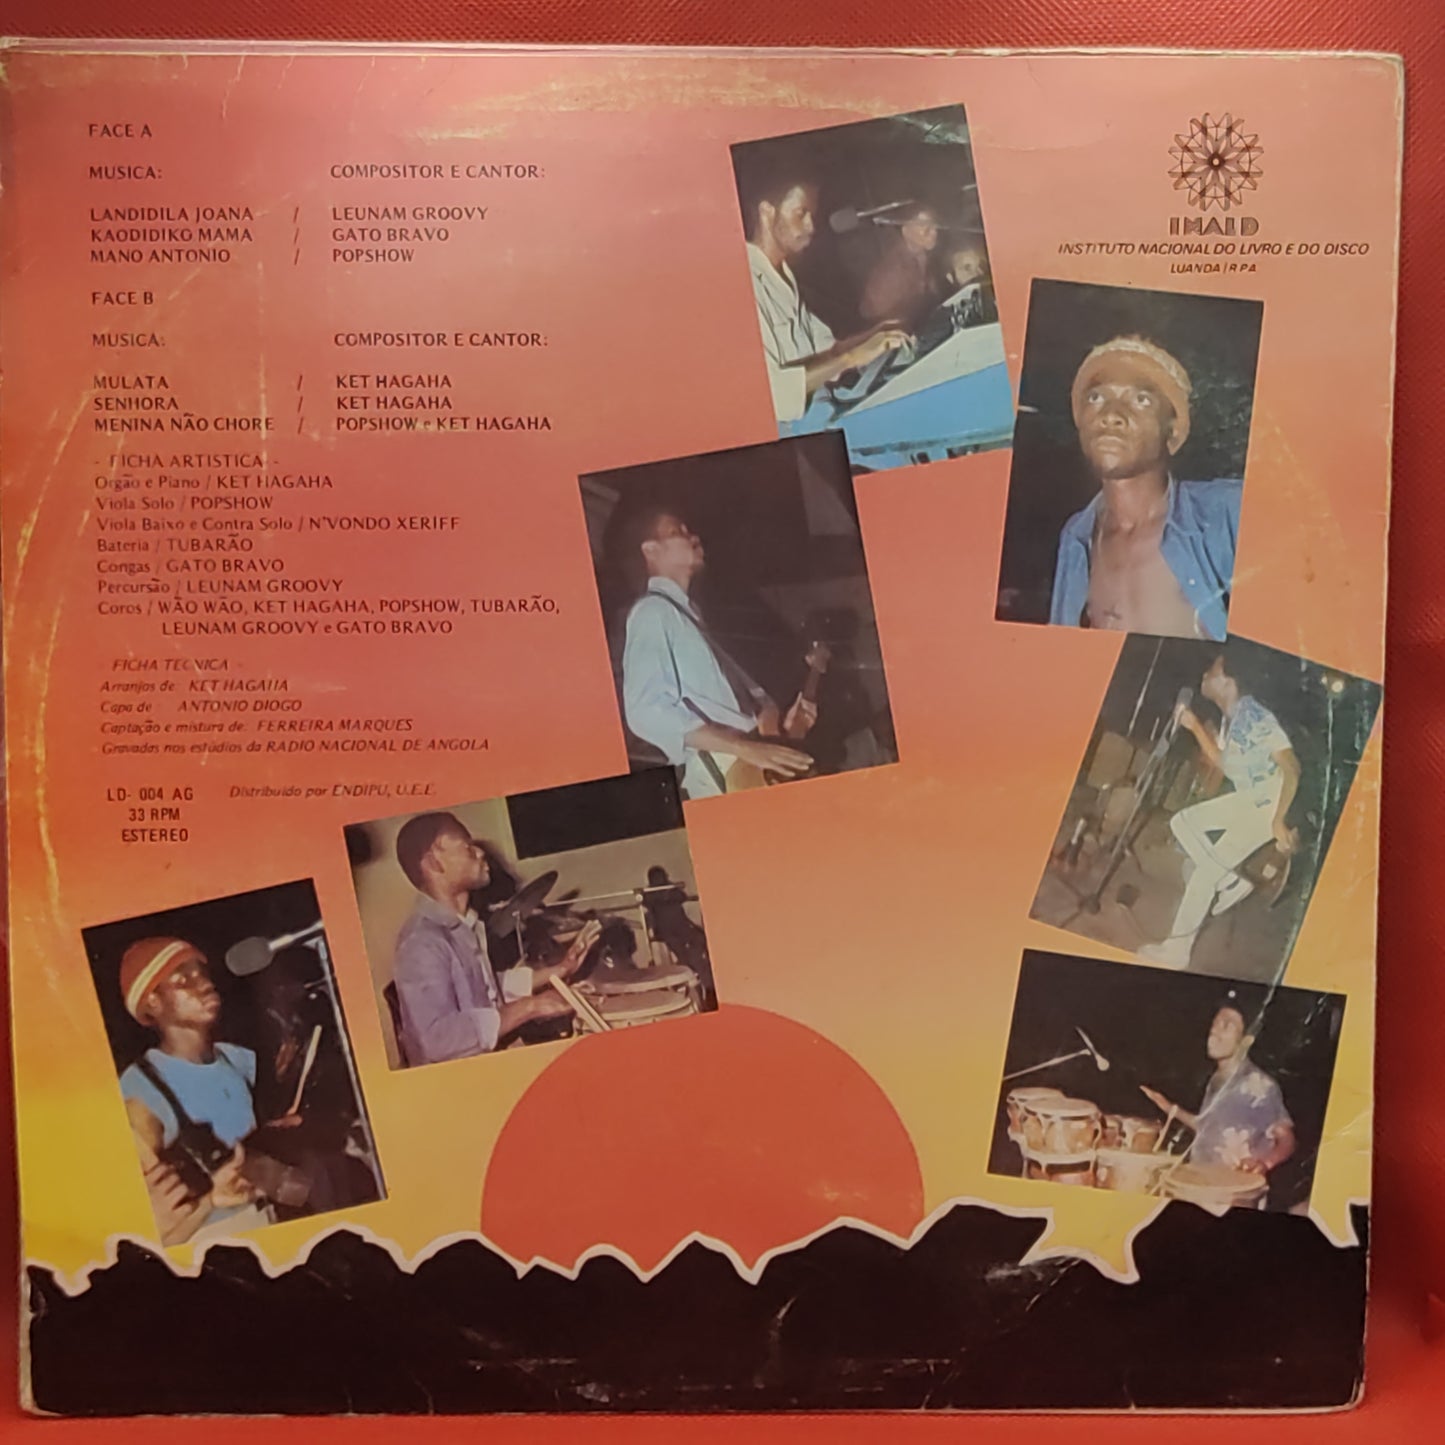 FACE A
MUSICA: COMPOSITOR E CANTOR:
LANDIDILA JOANA / LEUNAM GROOVY
KAODIDIKO MAMA / GATO BRAVO
MANO ANTONIO / POPSHOW
FACE B
MUSICA: COMPOSITOR E CANTOR:
MULATA / KET HAGAHA
SENHORA / KET HAGAHA
MENINA NÃO CHORE / POPSHOW e KET HAGAHA
- FICHA ARTISTICA -
Orgão e Piano / KET HAGAHA
Viola Solo / POPSHOW
Viola Baixo e Contra Solo / N'VONDO XERIFF
Bateria / TUBARÃO
Congas / GATO BRAVO
Percursão / LEUNAM GROOVY
Coros / WÃO WÃO, KET HAGAHA, POPSHOW, TUBARÃO,
LEUNAM GROOVY e GATO BRAVO
- FICHA TECNICA -
Arranjos de: KET HAGAHA
Capa de: ANTONIO DIOGO
Captação e mistura de: FERREIRA MARQUES
Gravadas nos estúdios da RADIO NACIONAL DE ANGOLA
LD- 004 AG Distribuido por ENDIPU, U.E.E.
33 RPM
ESTEREO
INALD
INSTITUTO NACIONAL DO LIVRO E DO DISCO
LUANDA / R P A